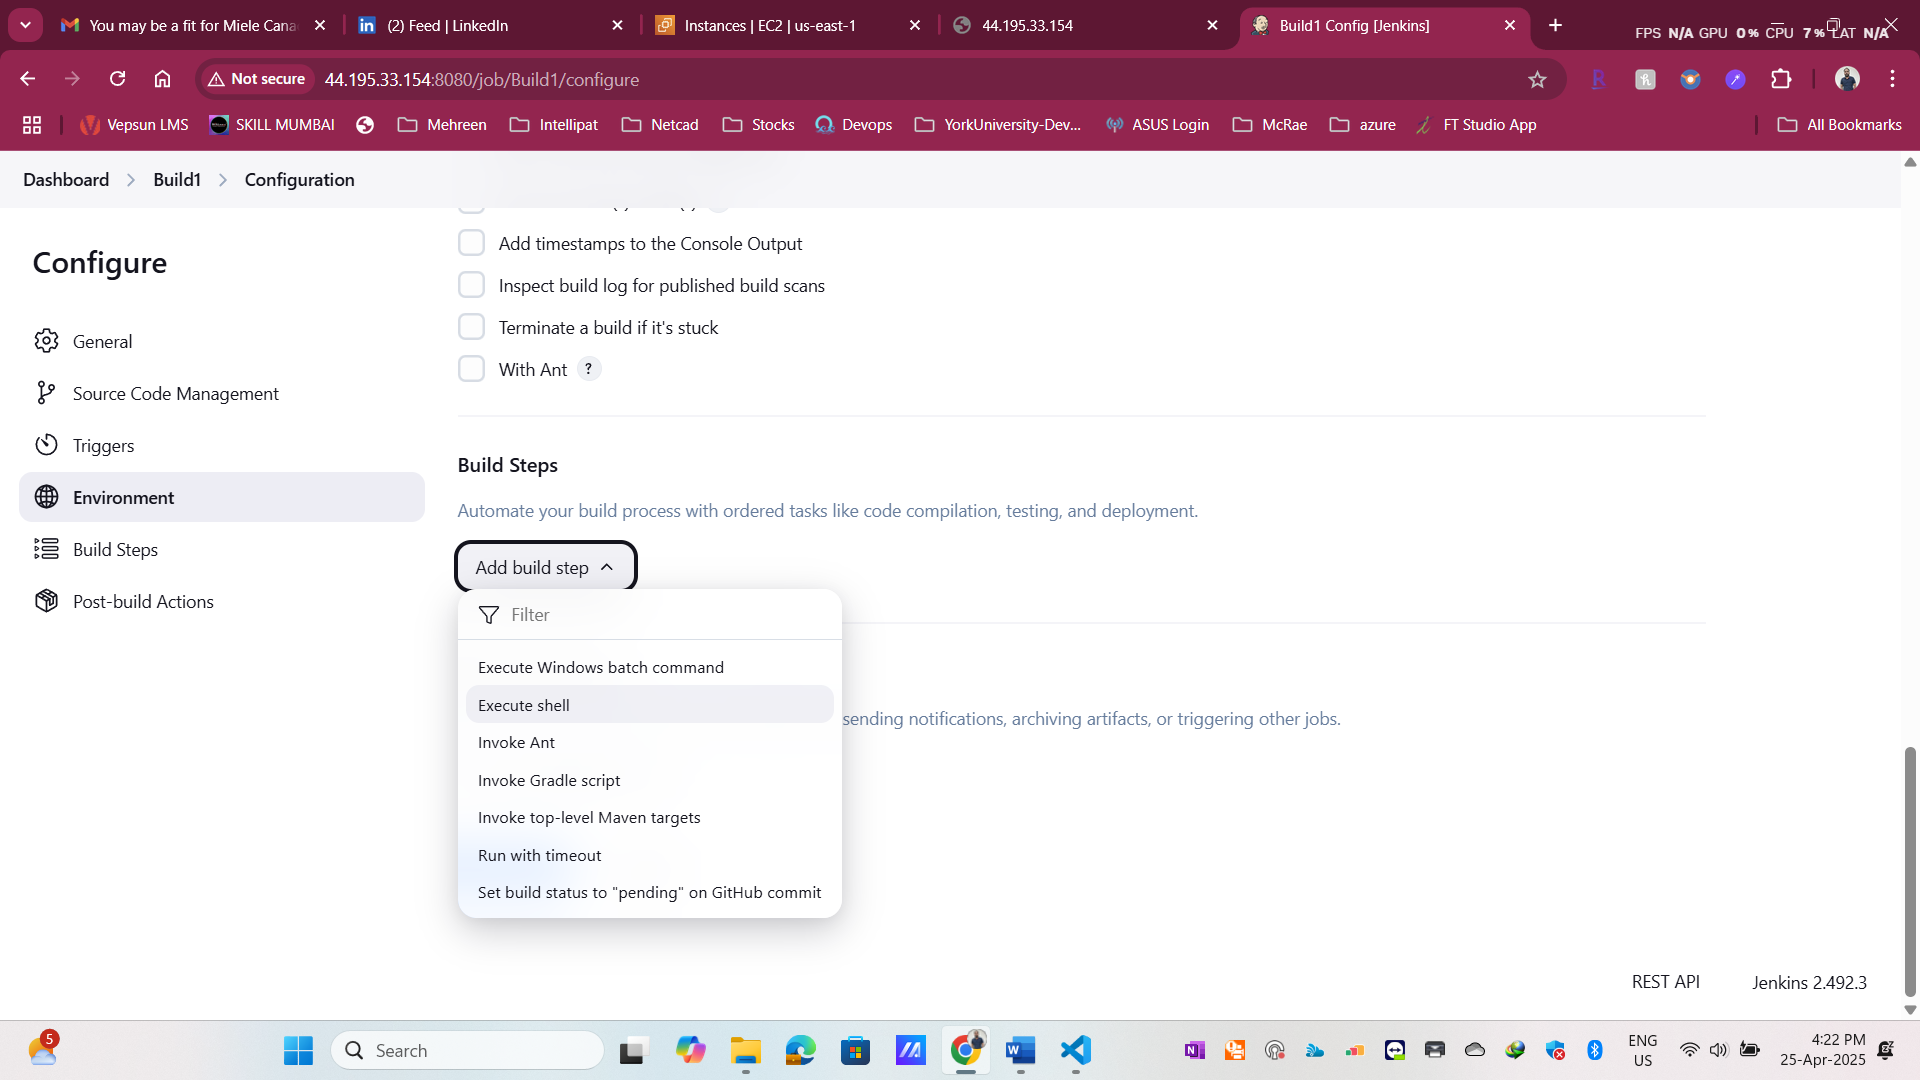 You may be a fit for Miele Cana
(2) Feed | LinkedIn
Instances | EC2 | us-east-1
44.195.33.154
Build1 Config [Jenkins]
FPS N/A GPU 0% CPU 7% LAT N/A
Not secure
44.195.33.154:8080/job/Build1/configure
Vepsun LMS
SKILL MUMBAI
Mehreen
Intellipat
Netcad
Stocks
Devops
YorkUniversity-Dev...
ASUS Login
McRae
azure
FT Studio App
All Bookmarks
Dashboard
Build1
Configuration
Configure
General
Source Code Management
Triggers
Environment
Build Steps
Post-build Actions
Add timestamps to the Console Output
Inspect build log for published build scans
Terminate a build if it's stuck
With Ant ?
Build Steps
Automate your build process with ordered tasks like code compilation, testing, and deployment.
Add build step
Filter
Execute Windows batch command
Execute shell
Invoke Ant
Invoke Gradle script
Invoke top-level Maven targets
Run with timeout
Set build status to "pending" on GitHub commit
sending notifications, archiving artifacts, or triggering other jobs.
REST API
Jenkins 2.492.3
5
Search
ENG
US
4:22 PM
25-Apr-2025